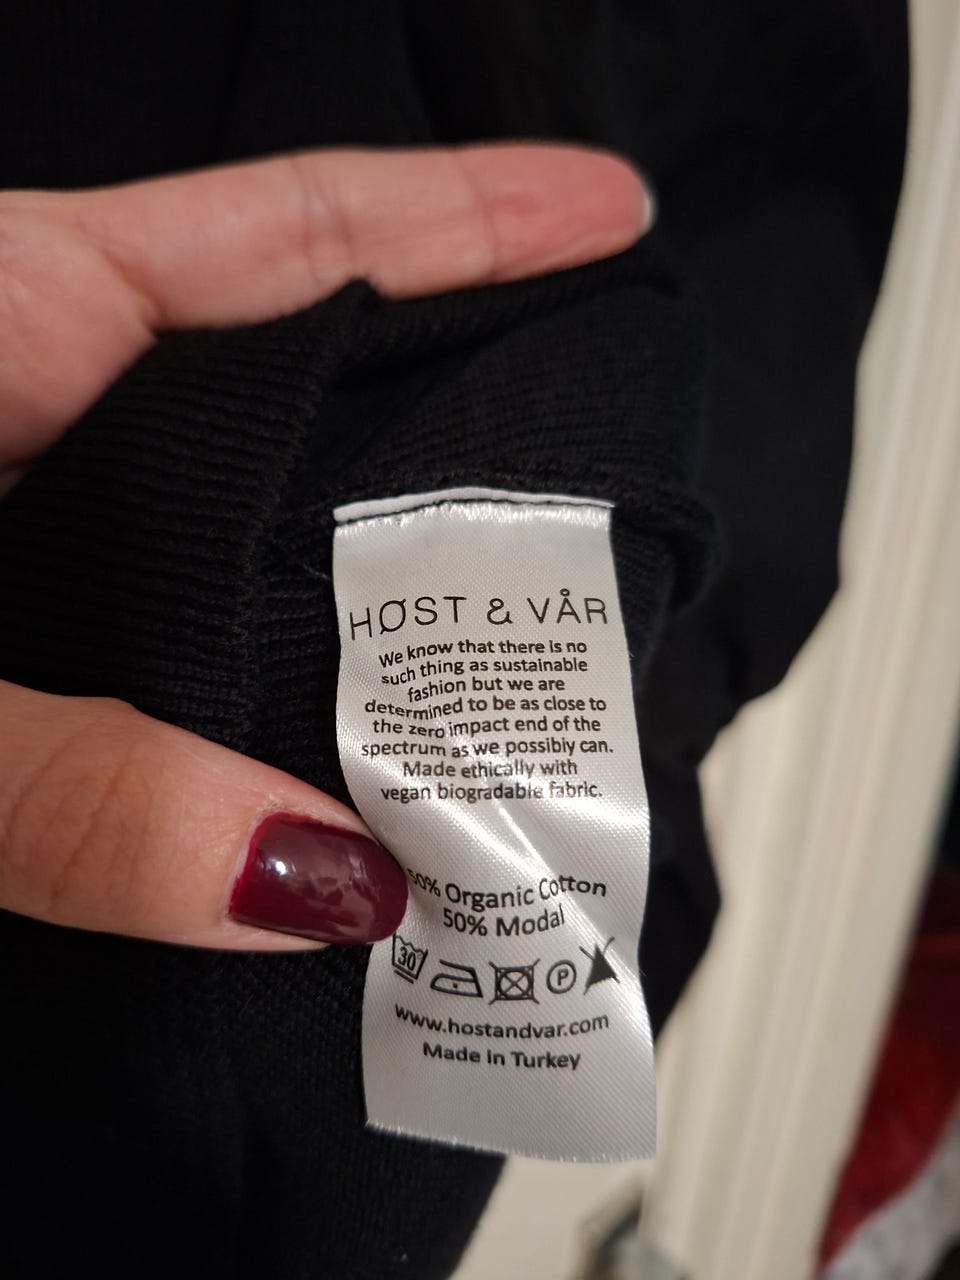 HØST & VÅR
We know that there is no
such thing as sustainable
fashion but we are
determined to be as close to
the zero impact end of the
spectrum as we possibly can.
Made ethically with
vegan biogradable fabric.
50% Organic Cotton
50% Modal
30
P
www.hostandvar.com
Made In Turkey